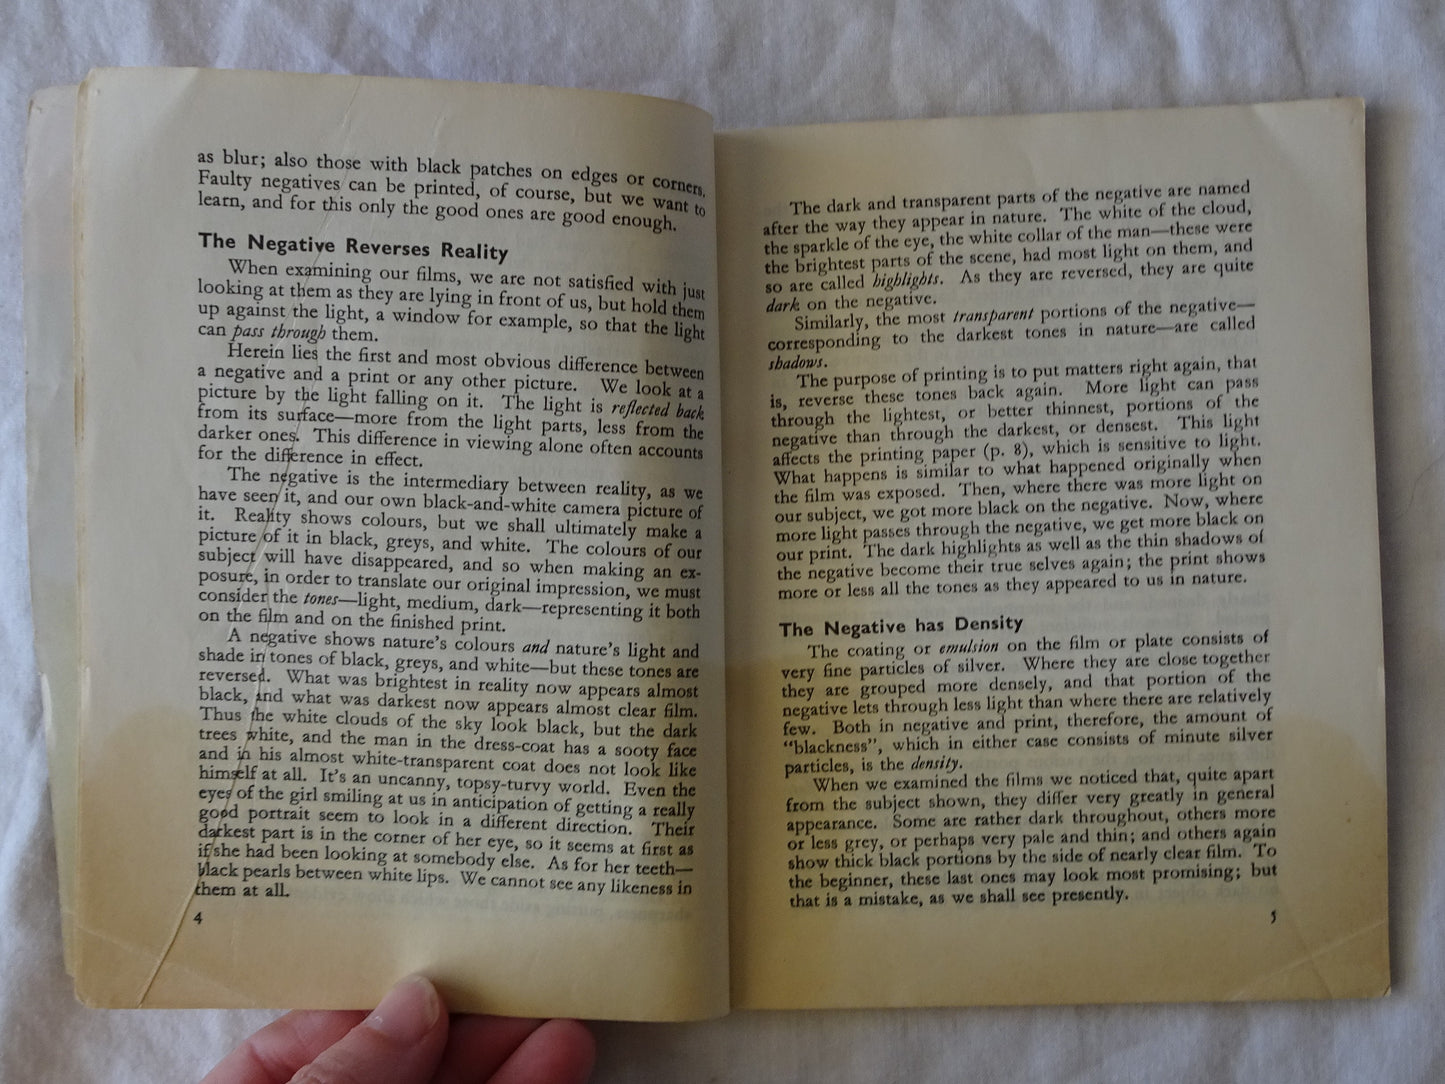 as blur; also those with black patches on edges or corners.
Faulty negatives can be printed, of course, but we want to
learn, and for this only the good ones are good enough.
The Negative Reverses Reality
When examining our films, we are not satisfied with just
looking at them as they are lying in front of us, but hold them
up against the light, a window for example, so that the light
can pass through them.
Herein lies the first and most obvious difference between
a negative and a print or any other picture. We look at a
picture by the light falling on it. The light is reflected back
from its surface—more from the light parts, less from the
darker ones. This difference in viewing alone often accounts
for the difference in effect.
The negative is the intermediary between reality, as we
have seen it, and our own black-and-white camera picture of
it. Reality shows colours, but we shall ultimately make a
picture of it in black, greys, and white. The colours of our
subject will have disappeared, and so when making an ex-
posure, in order to translate our original impression, we must
consider the tones—light, medium, dark—representing it both
on the film and on the finished print.
A negative shows nature's colours and nature's light and
shade in tones of black, greys, and white—but these tones are
reversed. What was brightest in reality now appears almost
black, and what was darkest now appears almost clear film.
Thus the white clouds of the sky look black, but the dark
trees white, and the man in the dress-coat has a sooty face
and in his almost white-transparent coat does not look like
himself at all. It's an uncanny, topsy-turvy world. Even the
eyes of the girl smiling at us in anticipation of getting a really
good portrait seem to look in a different direction. Their
darkest part is in the corner of her eye, so it seems at first as
if she had been looking at somebody else. As for her teeth—
black pearls between white lips. We cannot see any likeness in
them at all.
4
The dark and transparent parts of the negative are named
after the way they appear in nature. The white of the cloud,
the sparkle of the eye, the white collar of the man—these were
the brightest parts of the scene, had most light on them, and
so are called highlights. As they are reversed, they are quite
dark on the negative.
Similarly, the most transparent portions of the negative—
corresponding to the darkest tones in nature—are called
shadows.
The purpose of printing is to put matters right again, that
is, reverse these tones back again. More light can pass
through the lightest, or better thinnest, portions of the
negative than through the darkest, or densest. This light
affects the printing paper (p. 8), which is sensitive to light.
What happens is similar to what happened originally when
the film was exposed. Then, where there was more light on
our subject, we got more black on the negative. Now, where
more light passes through the negative, we get more black on
our print. The dark highlights as well as the thin shadows of
the negative become their true selves again; the print shows
more or less all the tones as they appeared to us in nature.
The Negative has Density
The coating or emulsion on the film or plate consists of
very fine particles of silver. Where they are close together
they are grouped more densely, and that portion of the
negative lets through less light than where there are relatively
few. Both in negative and print, therefore, the amount of
"blackness", which in either case consists of minute silver
particles, is the density.
When we examined the films we noticed that, quite apart
from the subject shown, they differ very greatly in general
appearance. Some are rather dark throughout, others more
or less grey, or perhaps very pale and thin; and others again
show thick black portions by the side of nearly clear film. To
the beginner, these last ones may look most promising; but
that is a mistake, as we shall see presently.
5